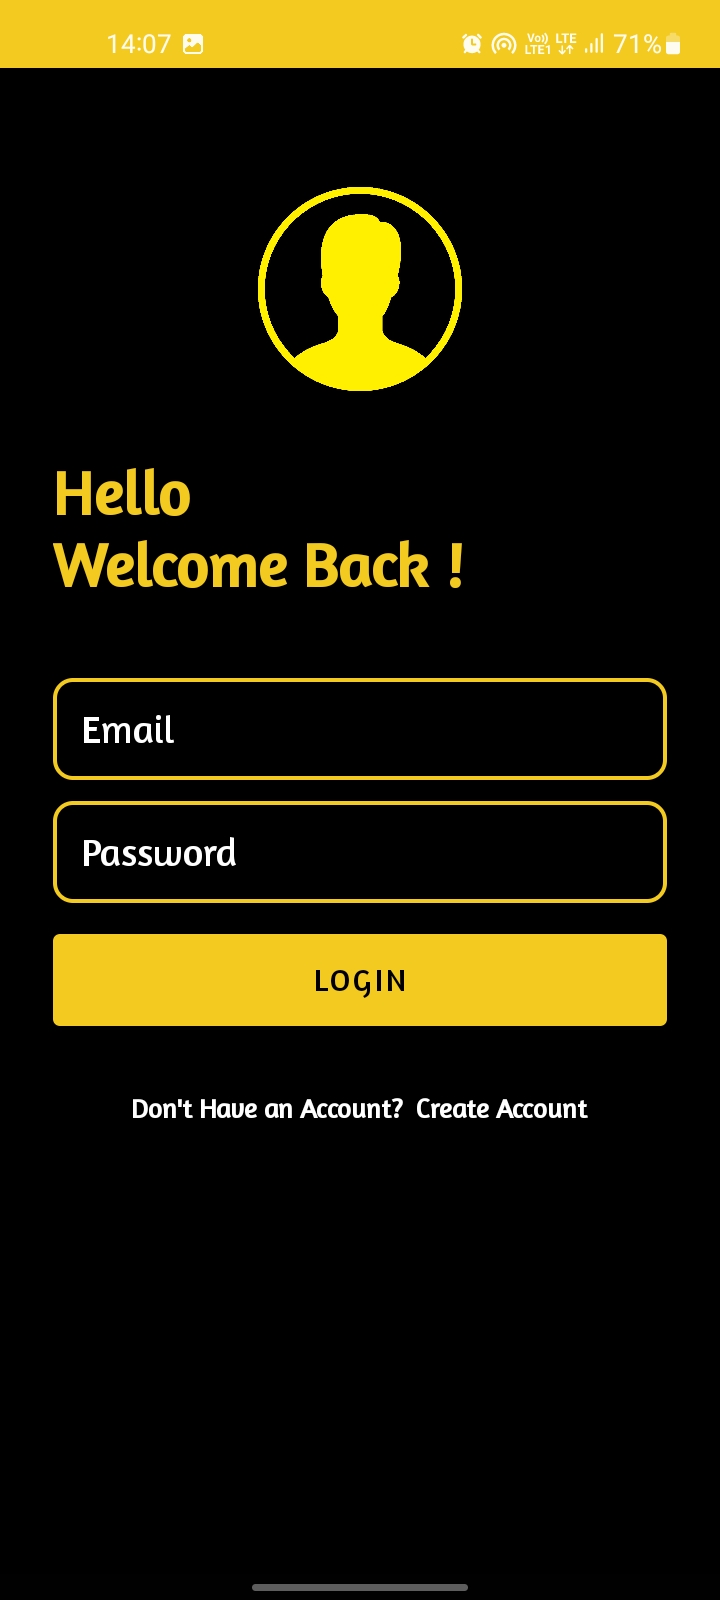 14:07 Vo) LTE1 LTE 71%
Hello
Welcome Back !
Email
Password
LOGIN
Don't Have an Account? Create Account